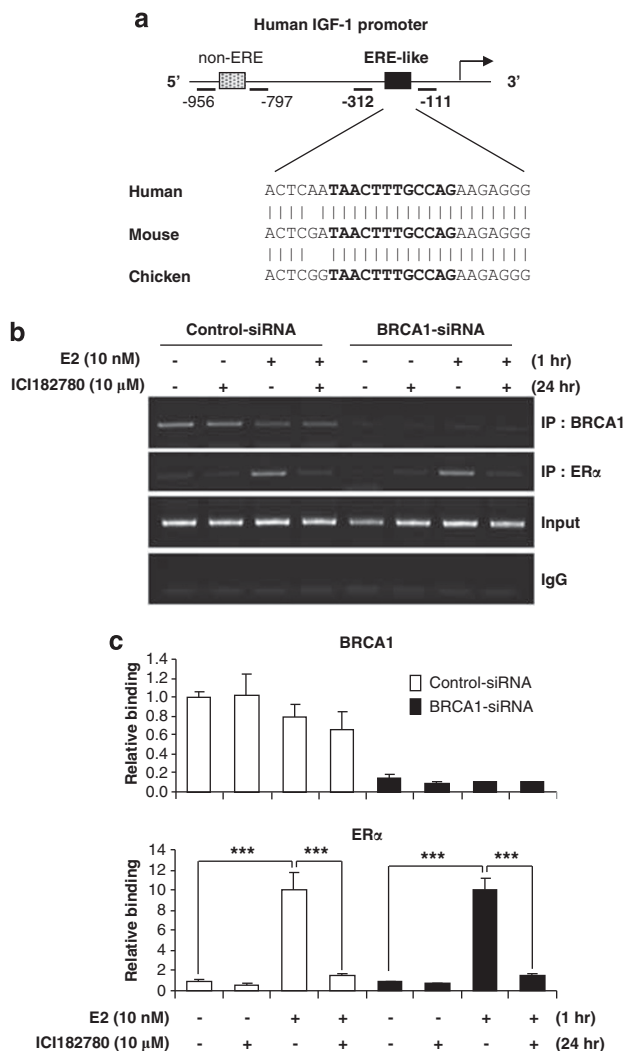 a
Human IGF-1 promoter
non-ERE ERE-like
5' 3'
-956 -797 -312 -111
Human ACTCAATAACTTTGCCAGAAGAGGG
Mouse ACTCGATAACTTTGCCAGAAGAGGG
Chicken ACTCGGTAACTTTGCCAGAAGAGGG
b
Control-siRNA BRCA1-siRNA
E2 (10 nM) - - + + - - + + (1 hr)
ICI182780 (10 μM) - + - + - + - + (24 hr)
IP : BRCA1
IP : ERα
Input
IgG
c
BRCA1
Relative binding
1.4
1.2
1.0
0.8
0.6
0.4
0.2
0.0
Control-siRNA
BRCA1-siRNA
ERα
Relative binding
14
12
10
8
6
4
2
0
*** *** *** ***
E2 (10 nM) - - + + - - + + (1 hr)
ICI182780 (10 μM) - + - + - + - + (24 hr)